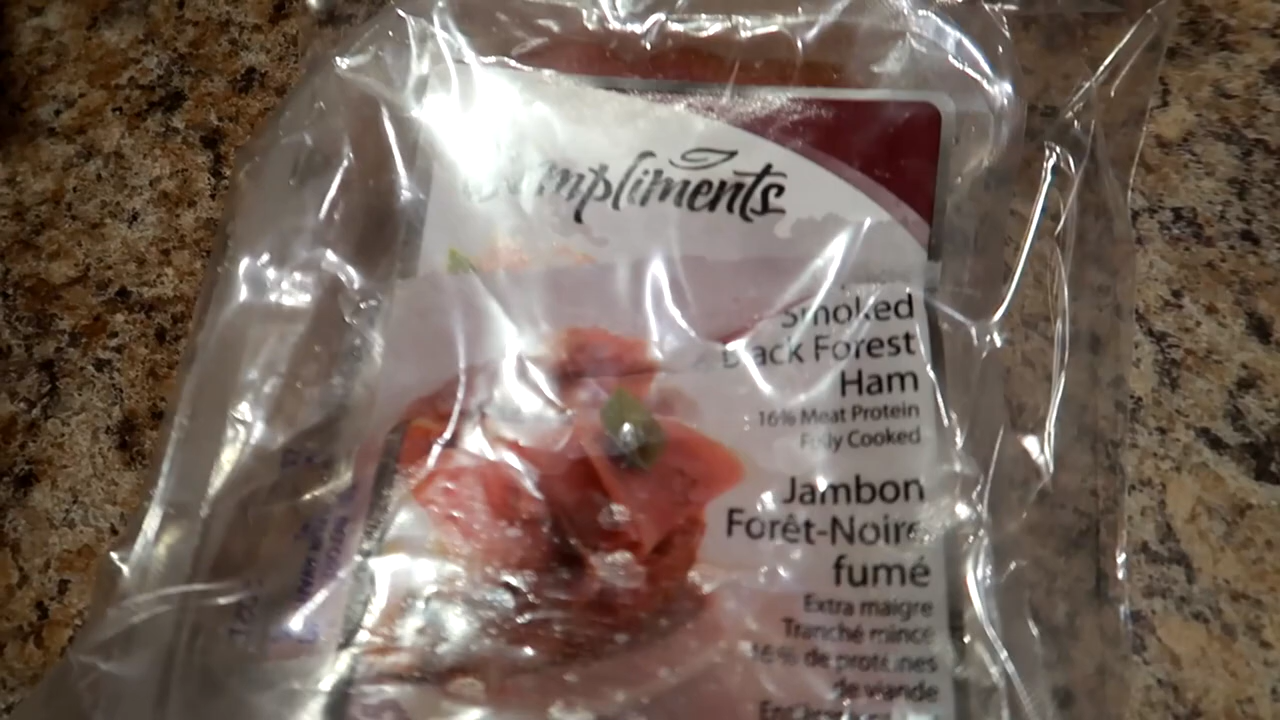 Compliments
Smoked
Black Forest
Ham
16% Meat Protein
Fully Cooked
Jambon
Forêt-Noire
fumé
Extra maigre
Tranché mince
16% de protéines
de viande